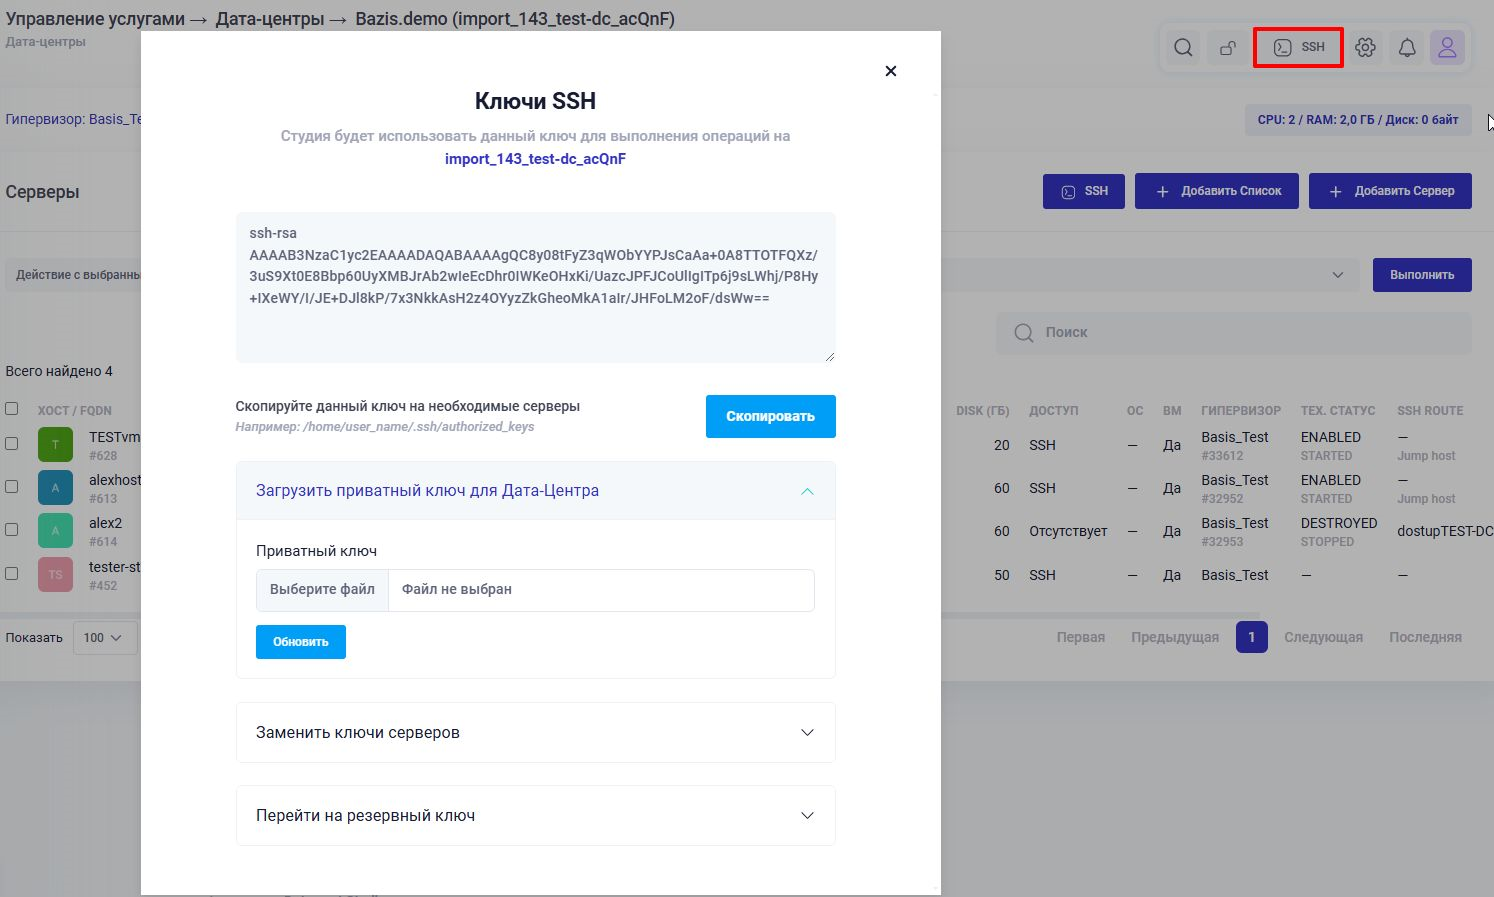 Управление услугами → Дата-центры → Bazis.demo (import_143_test-dc_acQnF)
Дата-центры
SSH
Гипервизор: Basis_Te
CPU: 2 / RAM: 2,0 ГБ / Диск: 0 байт
Серверы
SSH
Добавить Список
Добавить Сервер
Действие с выбранны
Выполнить
Поиск
Всего найдено 4
ХОСТ / FQDN
DISK (ГБ) ДОСТУП ОС ВМ ГИПЕРВИЗОР ТЕХ. СТАТУС SSH ROUTE
T TESTvm 20 SSH — Да Basis_Test ENABLED —
#628 #33612 STARTED Jump host
A alexhost 60 SSH — Да Basis_Test ENABLED —
#613 #32952 STARTED Jump host
A alex2 60 Отсутствует — Да Basis_Test DESTROYED dostupTEST-DC
#614 #32953 STOPPED
TS tester-st 50 SSH — Да Basis_Test — —
#452
Показать 100
Первая Предыдущая 1 Следующая Последняя
Ключи SSH
Студия будет использовать данный ключ для выполнения операций на
import_143_test-dc_acQnF
ssh-rsa
AAAAB3NzaC1yc2EAAAADAQABAAAAgQC8y08tFyZ3qWObYYPJsCaAa+0A8TTOTFQXz/
3uS9Xt0E8Bbp60UyXMBJrAb2wIeEcDhr0IWKeOHxKi/UazcJPFJCoUlIgITp6j9sLWhj/P8Hy
+IXeWY/I/JE+DJl8kP/7x3NkkAsH2z4OYyzZkGheoMkA1aIr/JHFoLM2oF/dsWw==
Скопируйте данный ключ на необходимые серверы
Например: /home/user_name/.ssh/authorized_keys
Скопировать
Загрузить приватный ключ для Дата-Центра
Приватный ключ
Выберите файл Файл не выбран
Обновить
Заменить ключи серверов
Перейти на резервный ключ